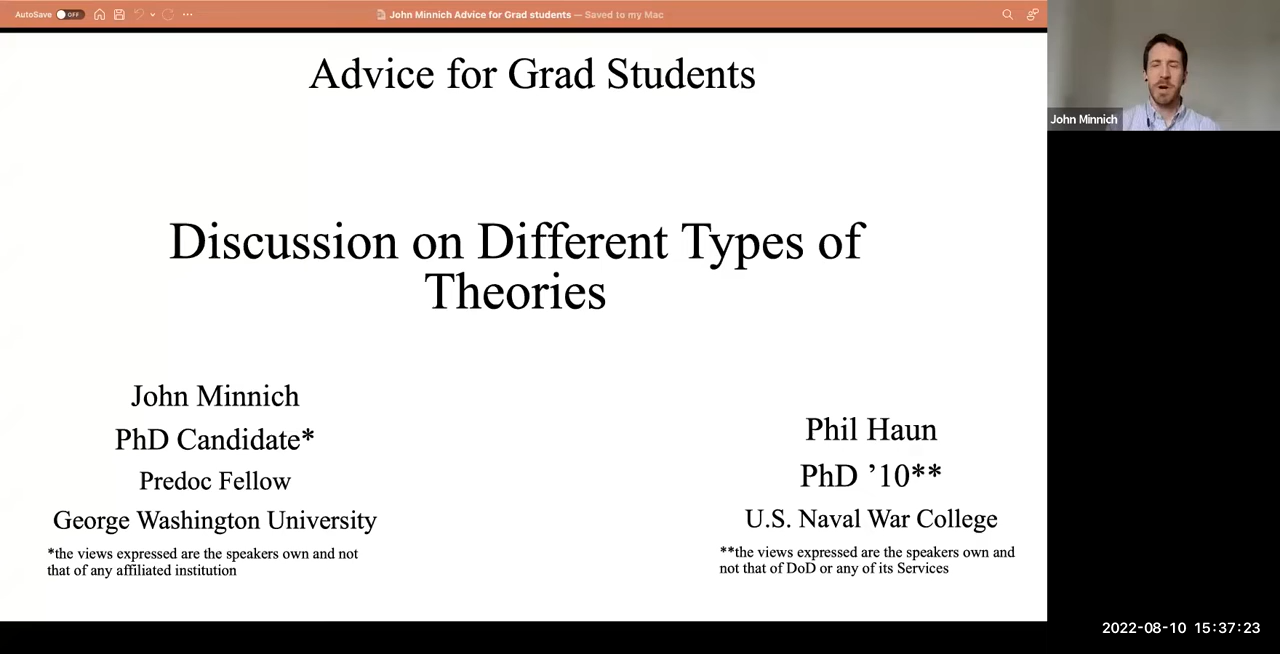 AutoSave OFF
John Minnich Advice for Grad students — Saved to my Mac
Advice for Grad Students
Discussion on Different Types of
Theories
John Minnich
PhD Candidate*
Predoc Fellow
George Washington University
*the views expressed are the speakers own and not
that of any affiliated institution
Phil Haun
PhD ’10**
U.S. Naval War College
**the views expressed are the speakers own and
not that of DoD or any of its Services
John Minnich
2022-08-10 15:37:23